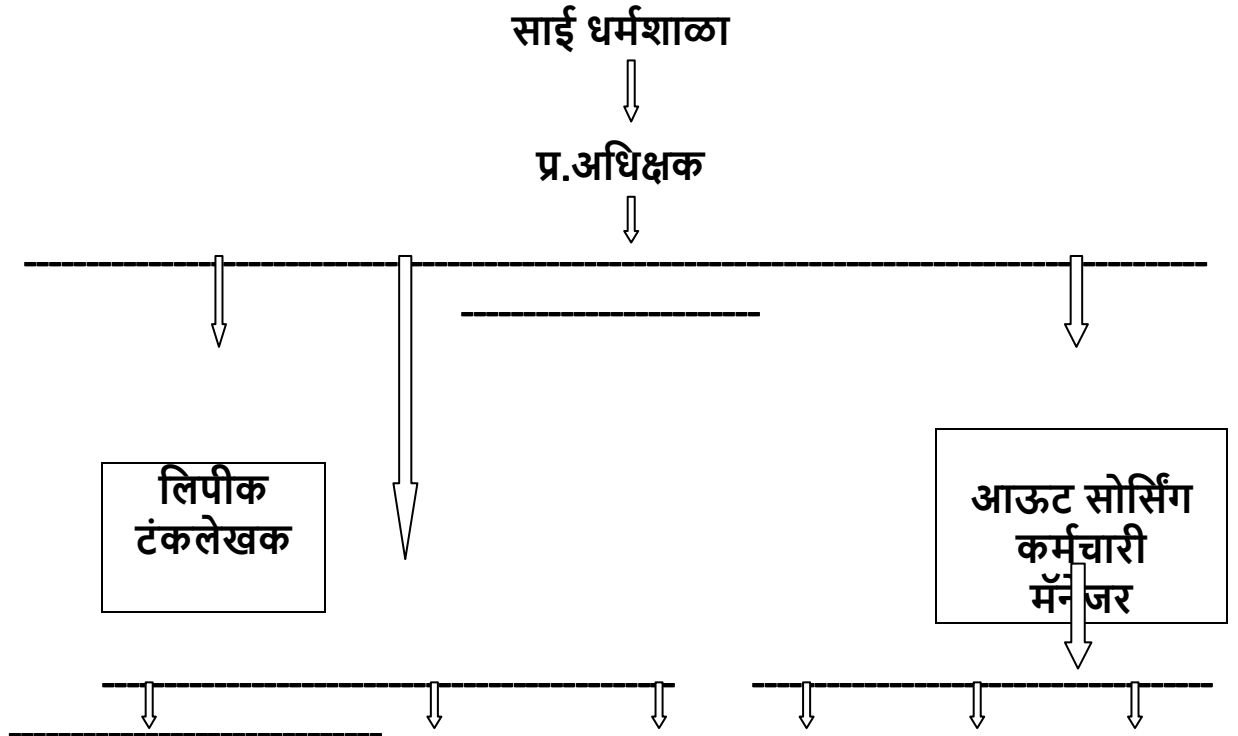 साई धर्मशाळा
प्र.अधिक्षक
लिपीक
टंकलेखक
आऊट सोर्सिंग
कर्मचारी
मॅनेजर